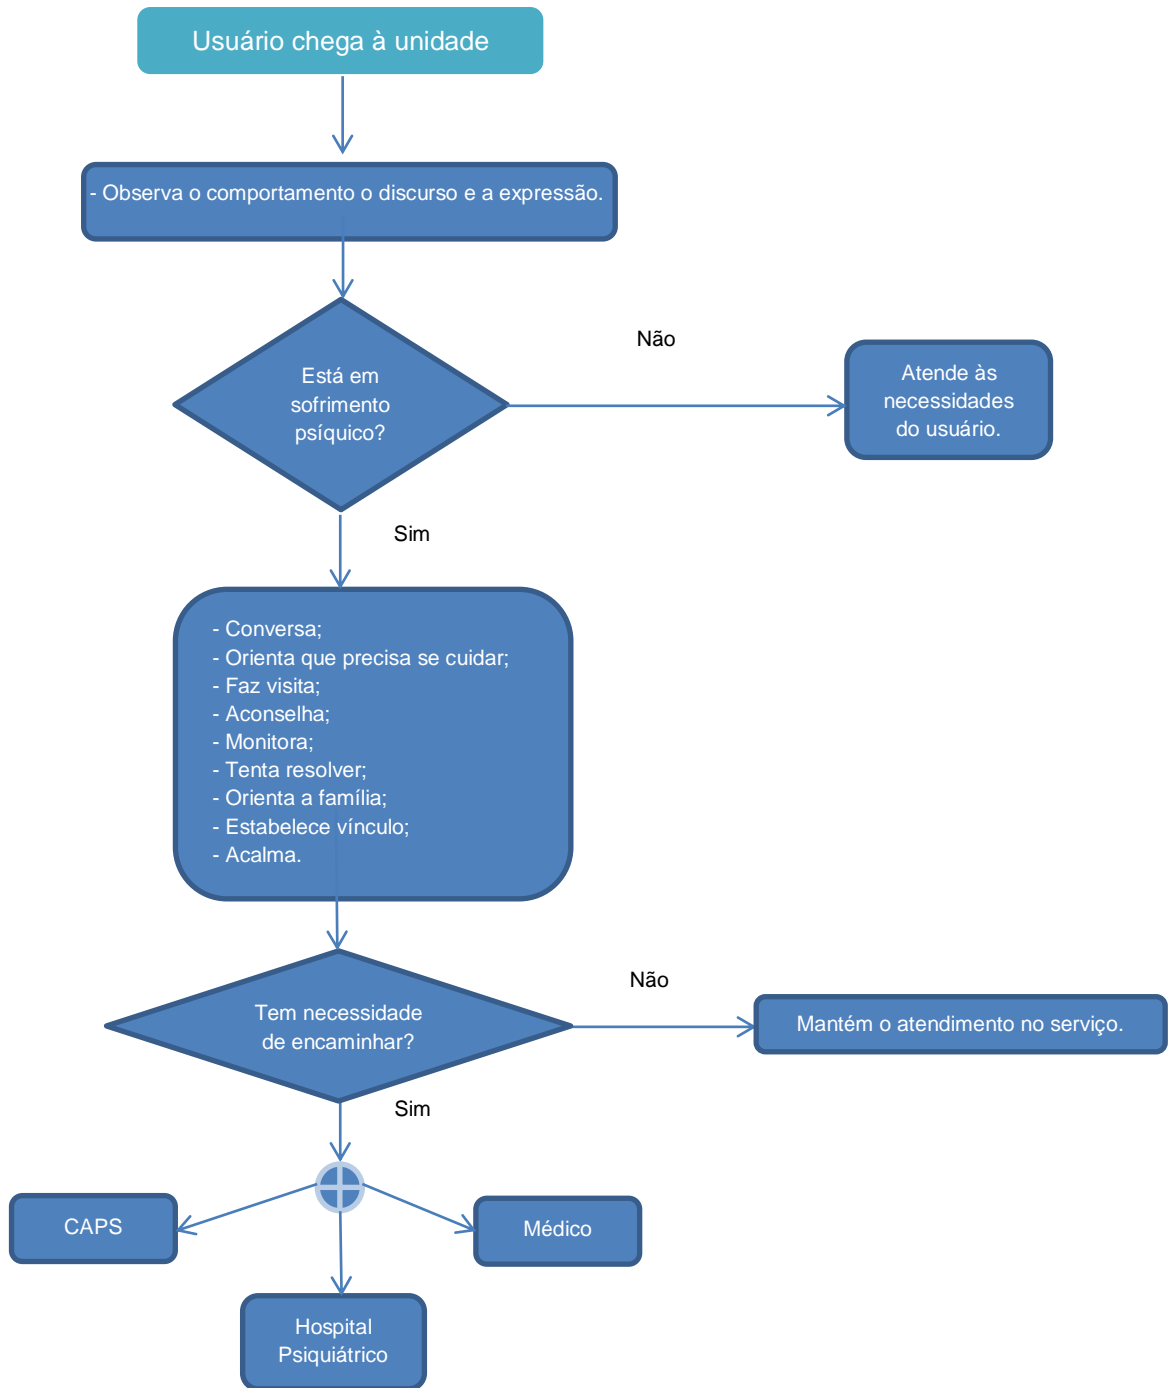 Usuário chega à unidade
- Observa o comportamento o discurso e a expressão.
Está em
sofrimento
psíquico?
Não
Atende às
necessidades
do usuário.
Sim
- Conversa;
- Orienta que precisa se cuidar;
- Faz visita;
- Aconselha;
- Monitora;
- Tenta resolver;
- Orienta a família;
- Estabelece vínculo;
- Acalma.
Tem necessidade
de encaminhar?
Não
Mantém o atendimento no serviço.
Sim
CAPS
Médico
Hospital
Psiquiátrico